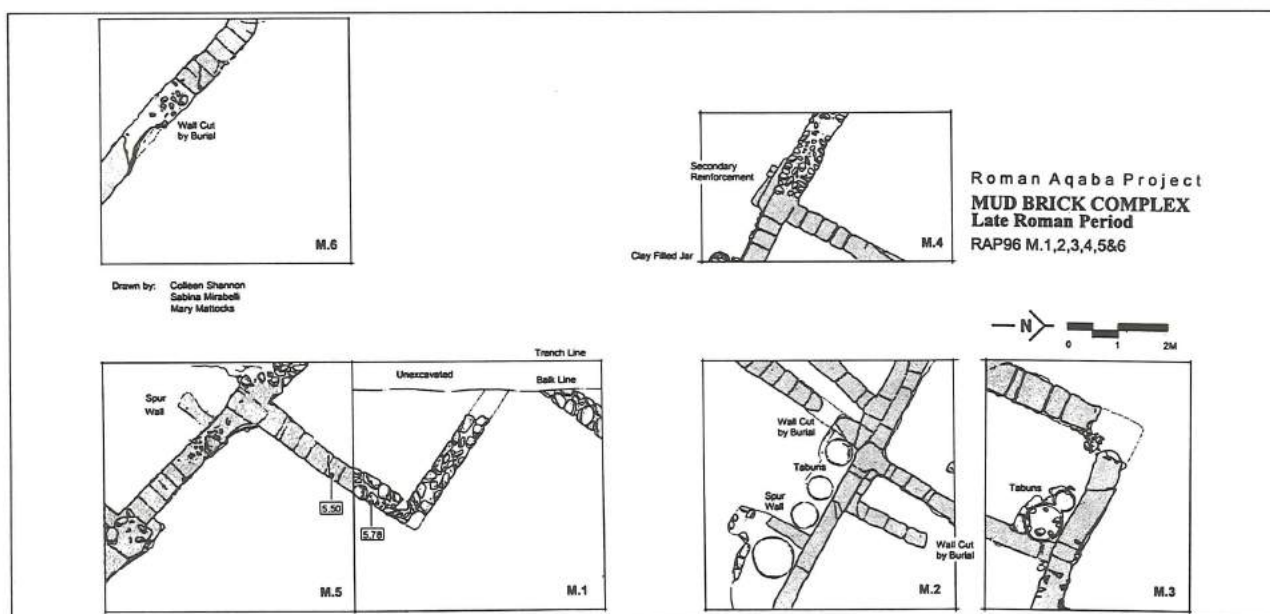 Wall Cut
by Burial
M.6
Secondary
Reinforcement
Clay Filled Jar
M.4
Roman Aqaba Project
MUD BRICK COMPLEX
Late Roman Period
RAP96 M.1,2,3,4,5&6
Drawn by: Colleen Shannon
Sabina Mirabelli
Mary Mattocks
N
0 1 2M
Trench Line
Unexcavated
Balk Line
Spur
Wall
5.50
5.78
M.5
M.1
Wall Cut
by Burial
Tabuns
Spur
Wall
Wall Cut
by Burial
M.2
Tabuns
M.3